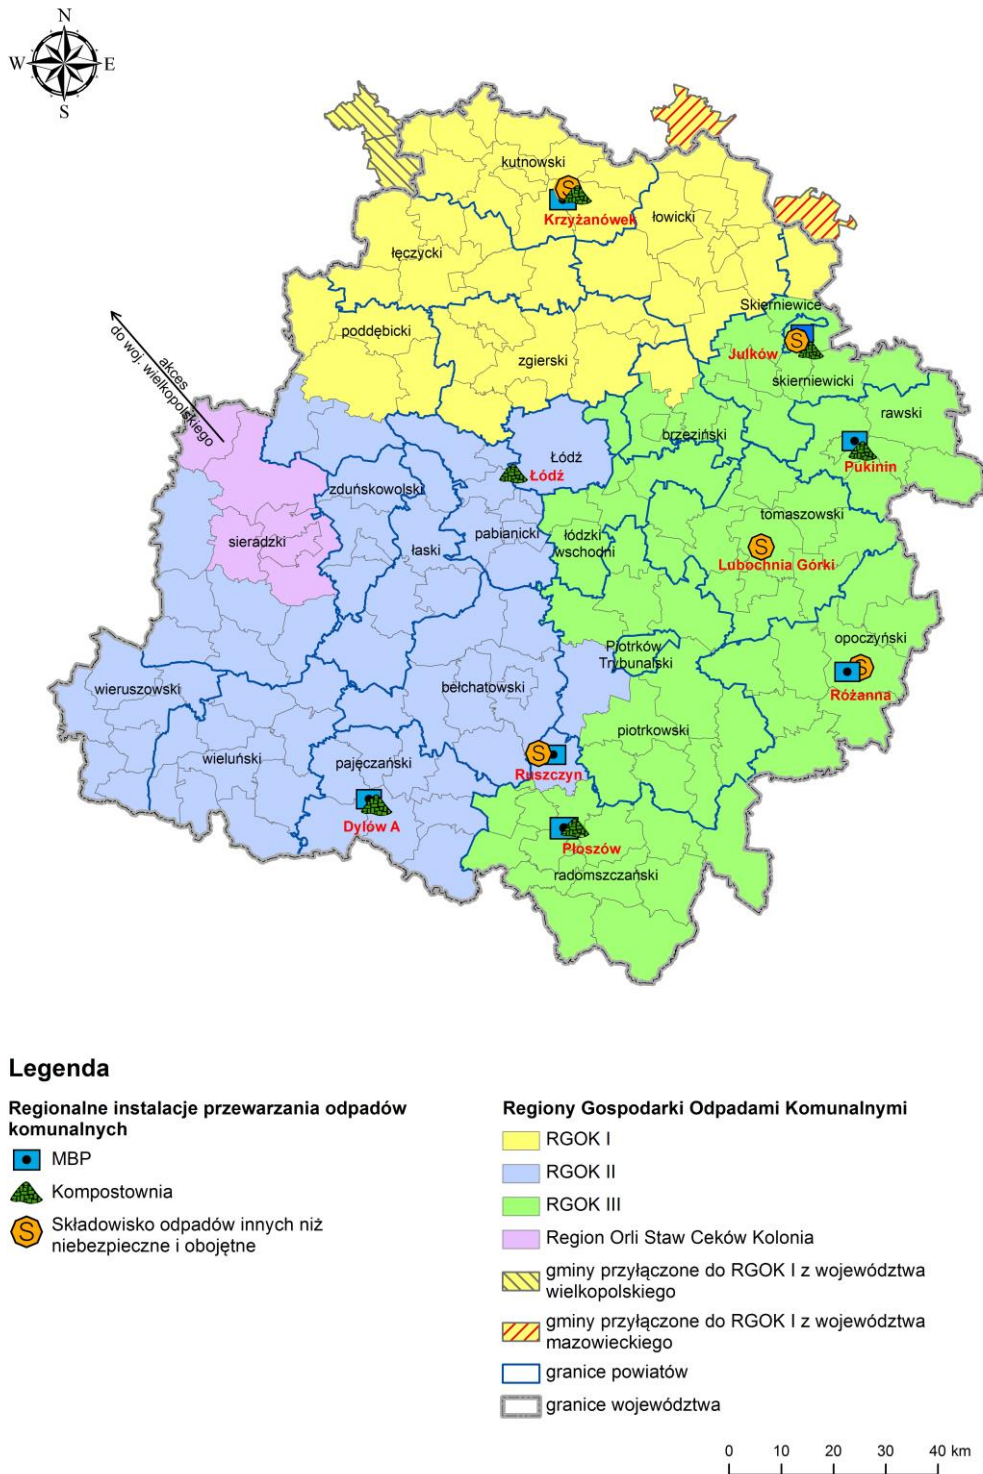 N
W
E
S
kutnowski
Krzyżanówek
łowicki
łęczycki
Skierniewice
poddębicki
zgierski
Julków
skierniewicki
akces
do woj. wielkopolskiego
rawski
brzeziński
Łódź
Pukinin
Łódź
zduńskowolski
tomaszowski
pabianicki
łódzki
wschodni
sieradzki
łaski
Lubochnia Górki
opoczyński
Piotrków
Trybunalski
wieruszowski
bełchatowski
Różanna
piotrkowski
wieluński
pajęczański
Ruszczyn
Dylów A
Płoszów
radomszczański
Legenda
Regionalne instalacje przewarzania odpadów
komunalnych
MBP
Kompostownia
S
Składowisko odpadów innych niż
niebezpieczne i obojętne
Regiony Gospodarki Odpadami Komunalnymi
RGOK I
RGOK II
RGOK III
Region Orli Staw Ceków Kolonia
gminy przyłączone do RGOK I z województwa
wielkopolskiego
gminy przyłączone do RGOK I z województwa
mazowieckiego
granice powiatów
granice województwa
0 10 20 30 40 km